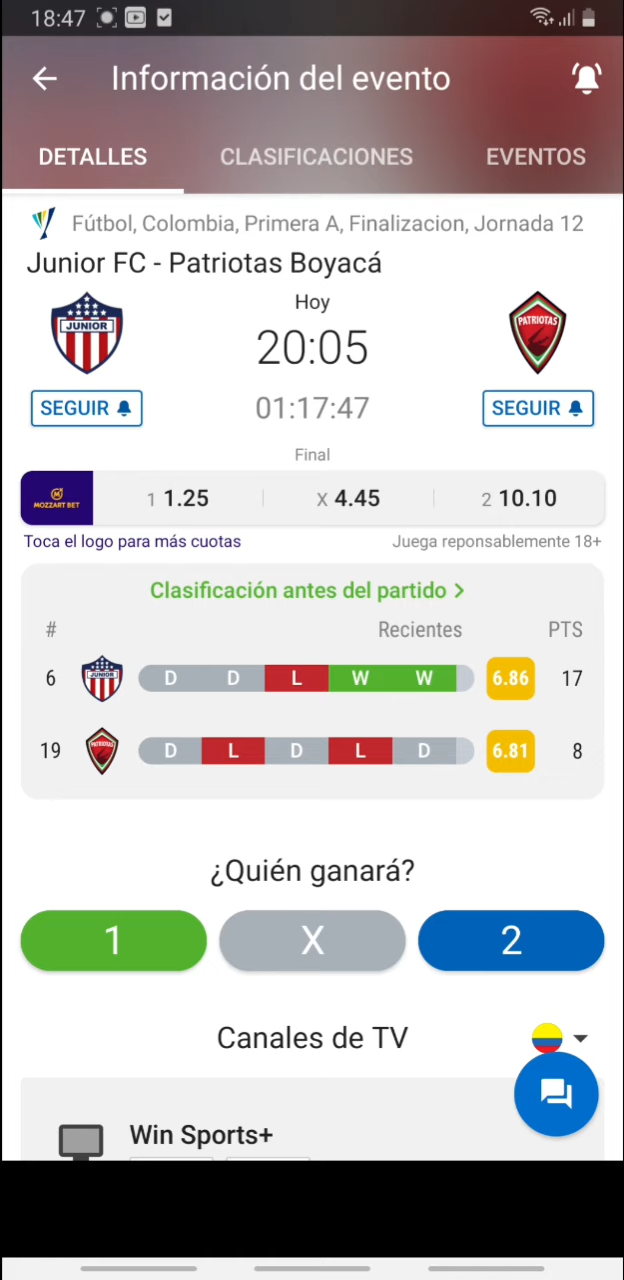 18:47
Información del evento
DETALLES CLASIFICACIONES EVENTOS
Fútbol, Colombia, Primera A, Finalizacion, Jornada 12
Junior FC - Patriotas Boyacá
Hoy
JUNIOR 20:05 PATRIOTAS
SEGUIR 01:17:47 SEGUIR
Final
MOZZART BET 1 1.25 X 4.45 2 10.10
Toca el logo para más cuotas Juega reponsablemente 18+
Clasificación antes del partido >
# Recientes PTS
6 JUNIOR D D L W W 6.86 17
19 PATRIOTAS D L D L D 6.81 8
¿Quién ganará?
1 X 2
Canales de TV
Win Sports+